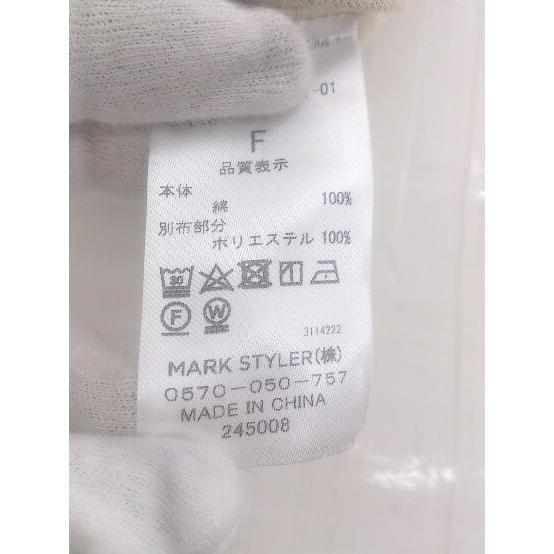 -01
F
品質表示
本体
綿 100%
別布部分
ポリエステル 100%
30
F W
3114222
MARK STYLER(株)
0570-050-757
MADE IN CHINA
245008